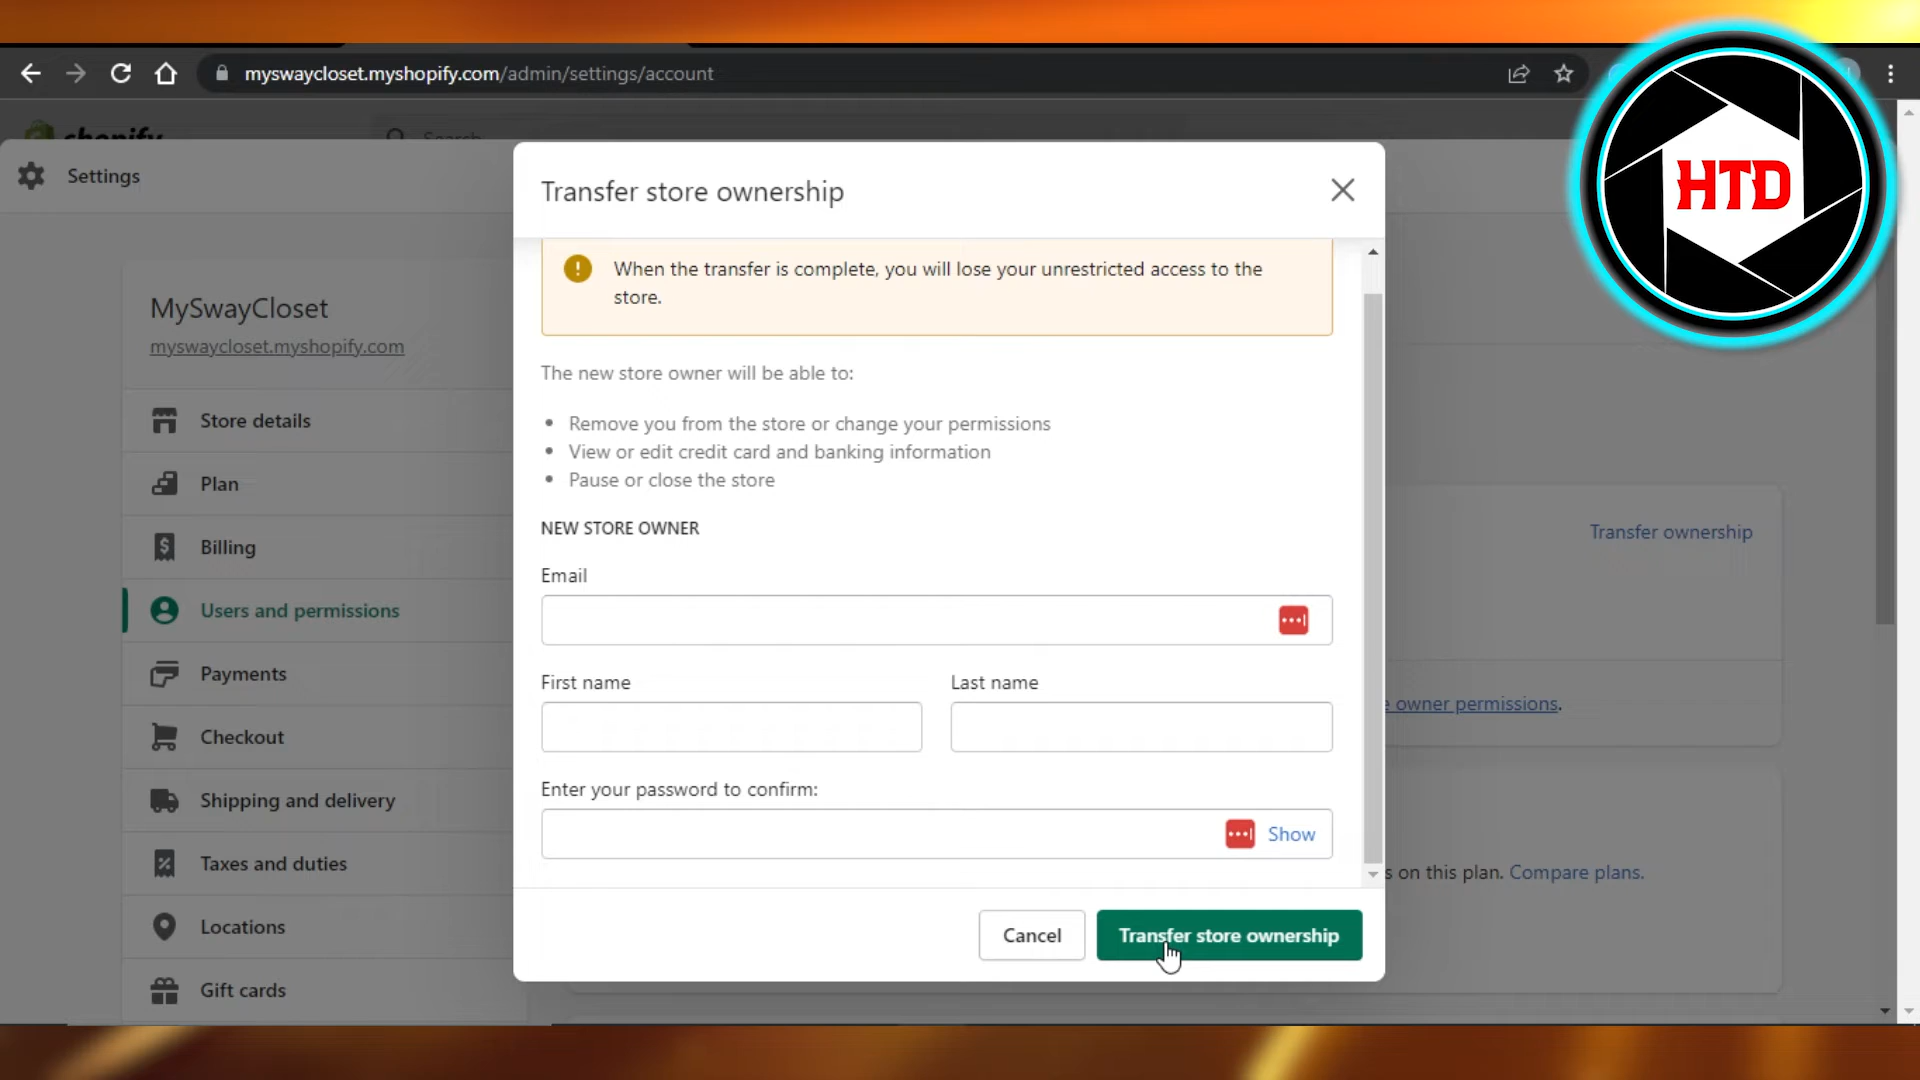 myswaycloset.myshopify.com/admin/settings/account
HTD
shopify
Search
Settings
Transfer store ownership
When the transfer is complete, you will lose your unrestricted access to the
store.
MySwayCloset
myswaycloset.myshopify.com
The new store owner will be able to:
• Remove you from the store or change your permissions
• View or edit credit card and banking information
• Pause or close the store
Store details
Plan
Billing
Users and permissions
Payments
Checkout
Shipping and delivery
Taxes and duties
Locations
Gift cards
NEW STORE OWNER
Email
First name
Last name
Enter your password to confirm:
Show
Cancel
Transfer store ownership
Transfer ownership
owner permissions.
s on this plan. Compare plans.